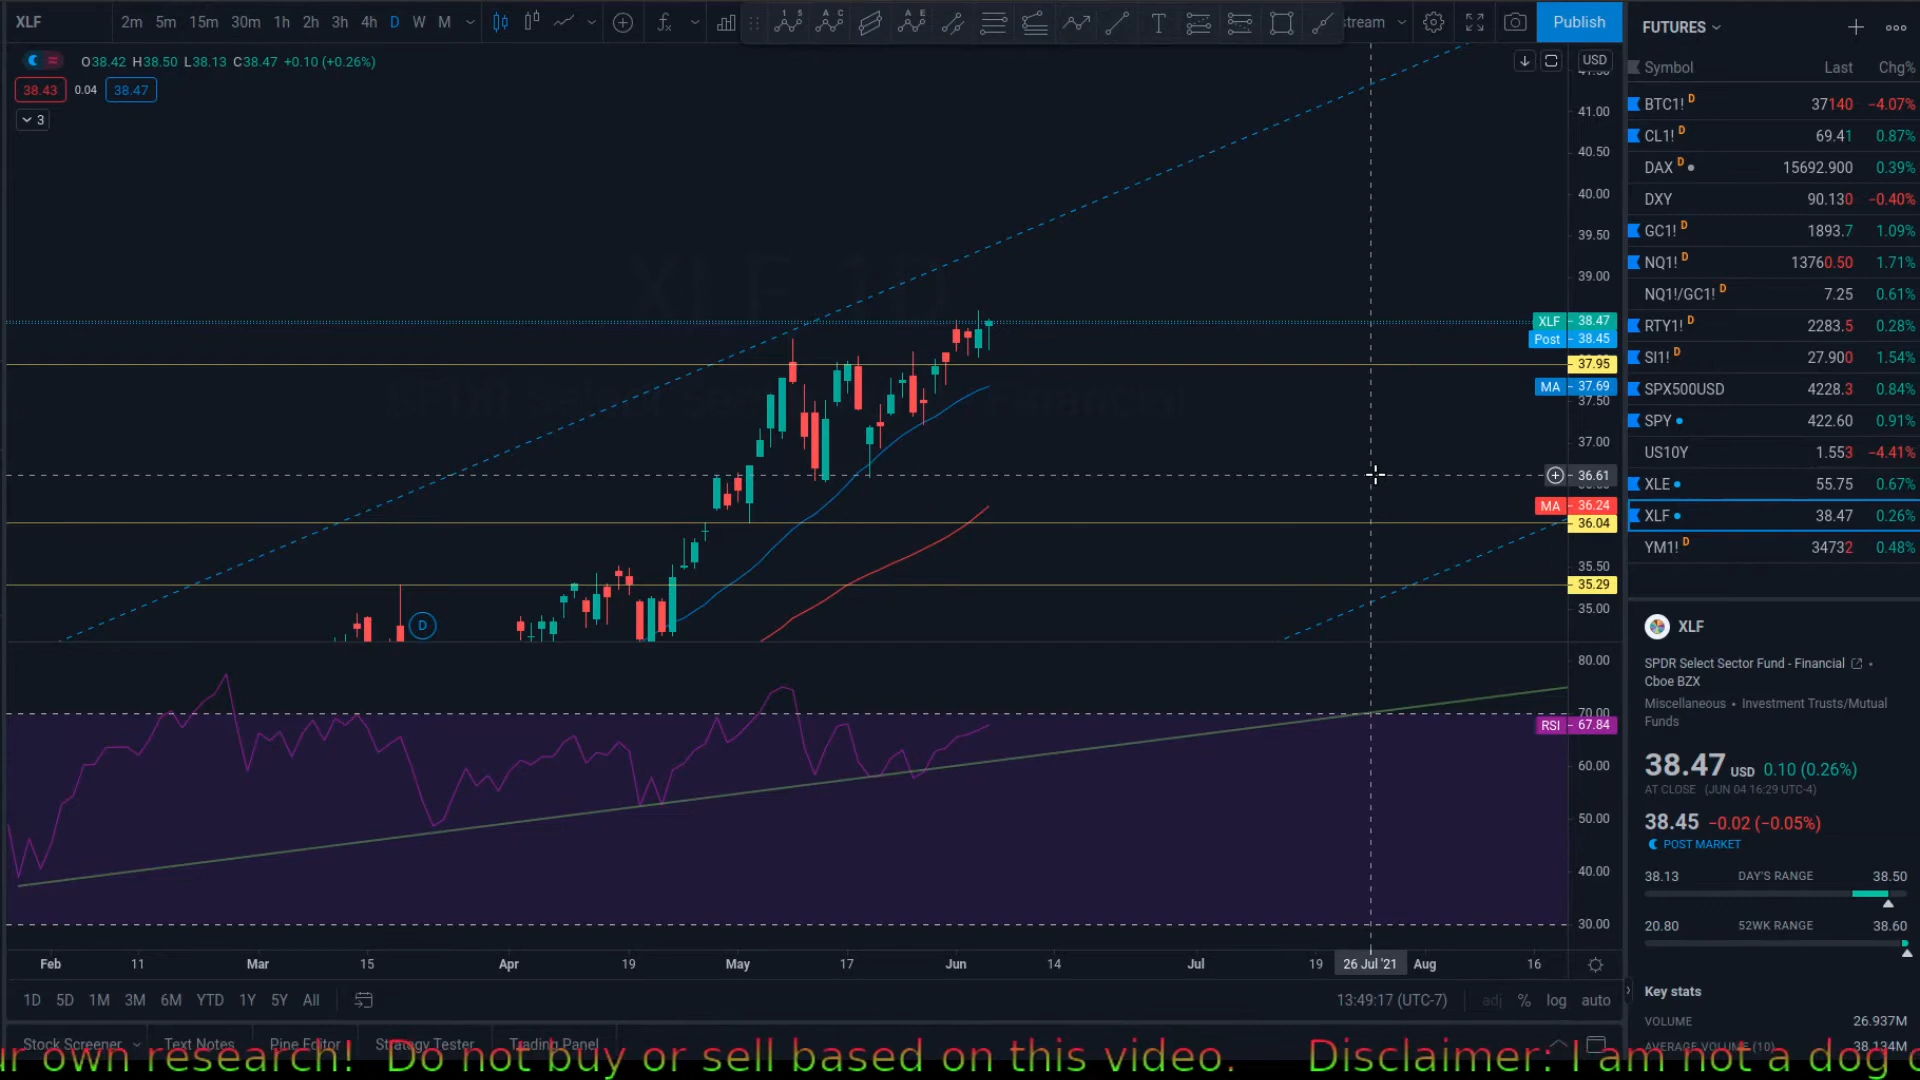 XLF 2m 5m 15m 30m 1h 2h 3h 4h D W M stream Publish
FUTURES
O38.42 H38.50 L38.13 C38.47 +0.10 (+0.26%)
38.43 0.04 38.47
3
USD
41.00
40.50
40.00
39.50
39.00
XLF 38.47
Post 38.45
37.95
MA 37.69
37.50
37.00
36.61
MA 36.24
36.04
35.50
35.29
35.00
D
80.00
70.00
RSI 67.84
60.00
50.00
40.00
30.00
Feb 11 Mar 15 Apr 19 May 17 Jun 14 Jul 19 26 Jul '21 Aug 16
1D 5D 1M 3M 6M YTD 1Y 5Y All 13:49:17 (UTC-7) adj % log auto
Stock Screener Text Notes Pine Editor Strategy Tester Trading Panel
ur own research! Do not buy or sell based on this video. Disclaimer: I am not a dog
Symbol Last Chg%
BTC1! D 37140 −4.07%
CL1! D 69.41 0.87%
DAX D 15692.900 0.39%
DXY 90.130 −0.40%
GC1! D 1893.7 1.09%
NQ1! D 13760.50 1.71%
NQ1!/GC1! D 7.25 0.61%
RTY1! D 2283.5 0.28%
SI1! D 27.900 1.54%
SPX500USD 4228.3 0.84%
SPY 422.60 0.91%
US10Y 1.553 −4.41%
XLE 55.75 0.67%
XLF 38.47 0.26%
YM1! D 34732 0.48%
XLF
SPDR Select Sector Fund - Financial •
Cboe BZX
Miscellaneous • Investment Trusts/Mutual
Funds
38.47 USD 0.10 (0.26%)
AT CLOSE (JUN 04 16:29 UTC-4)
38.45 −0.02 (−0.05%)
POST MARKET
38.13 DAY'S RANGE 38.50
20.80 52WK RANGE 38.60
Key stats
VOLUME 26.937M
AVERAGE VOLUME (10) 38.134M